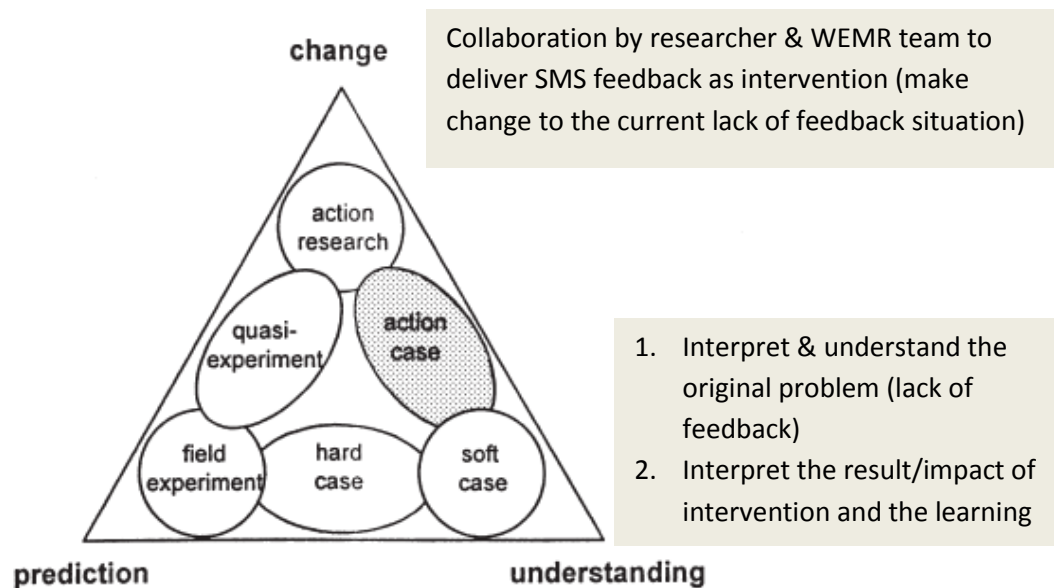 change
Collaboration by researcher & WEMR team to
deliver SMS feedback as intervention (make
change to the current lack of feedback situation)
action
research
quasi-
experiment
action
case
field
experiment
hard
case
soft
case
1. Interpret & understand the
original problem (lack of
feedback)
2. Interpret the result/impact of
intervention and the learning
prediction
understanding